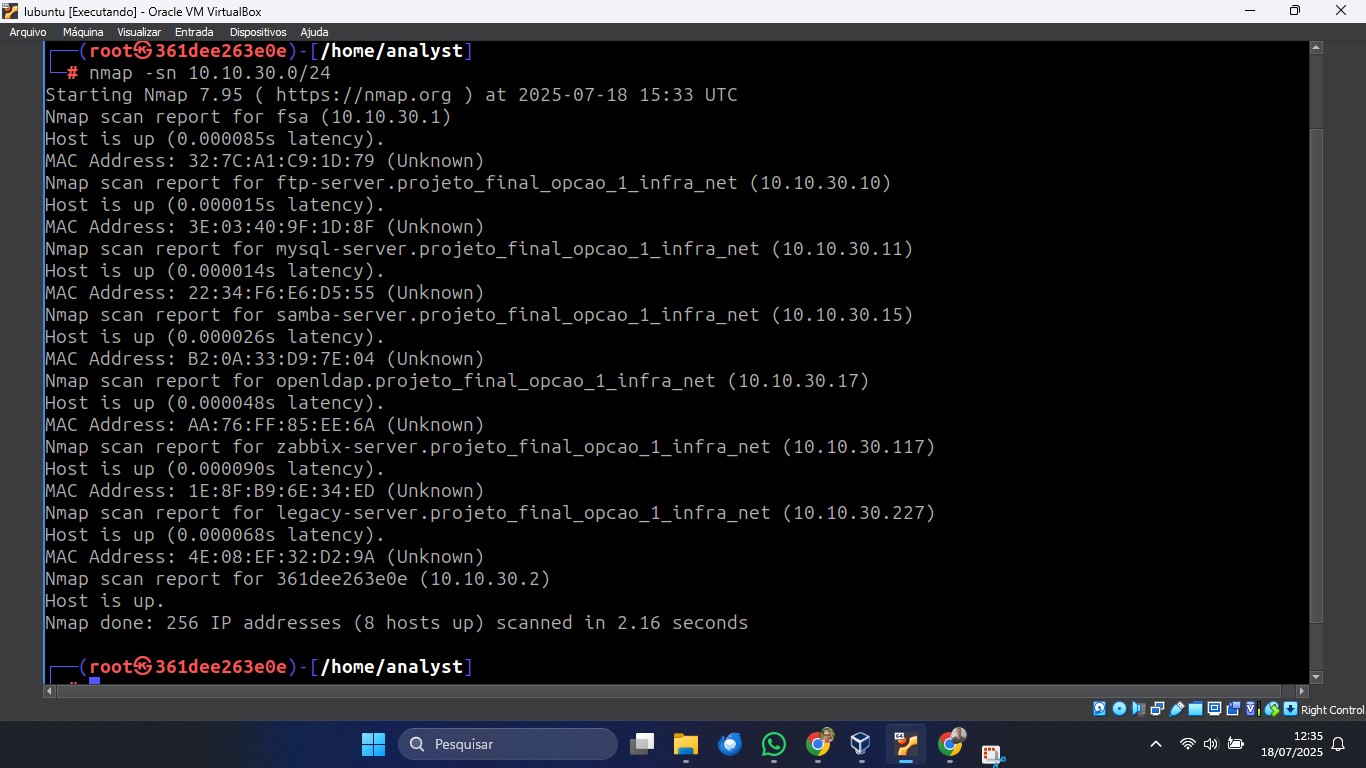 lubuntu [Executando] - Oracle VM VirtualBox
Arquivo Máquina Visualizar Entrada Dispositivos Ajuda
┌──(root㉿361dee263e0e)-[/home/analyst]
└─# nmap -sn 10.10.30.0/24
Starting Nmap 7.95 ( https://nmap.org ) at 2025-07-18 15:33 UTC
Nmap scan report for fsa (10.10.30.1)
Host is up (0.000085s latency).
MAC Address: 32:7C:A1:C9:1D:79 (Unknown)
Nmap scan report for ftp-server.projeto_final_opcao_1_infra_net (10.10.30.10)
Host is up (0.000015s latency).
MAC Address: 3E:03:40:9F:1D:8F (Unknown)
Nmap scan report for mysql-server.projeto_final_opcao_1_infra_net (10.10.30.11)
Host is up (0.000014s latency).
MAC Address: 22:34:F6:E6:D5:55 (Unknown)
Nmap scan report for samba-server.projeto_final_opcao_1_infra_net (10.10.30.15)
Host is up (0.000026s latency).
MAC Address: B2:0A:33:D9:7E:04 (Unknown)
Nmap scan report for openldap.projeto_final_opcao_1_infra_net (10.10.30.17)
Host is up (0.000048s latency).
MAC Address: AA:76:FF:85:EE:6A (Unknown)
Nmap scan report for zabbix-server.projeto_final_opcao_1_infra_net (10.10.30.117)
Host is up (0.000090s latency).
MAC Address: 1E:8F:B9:6E:34:ED (Unknown)
Nmap scan report for legacy-server.projeto_final_opcao_1_infra_net (10.10.30.227)
Host is up (0.000068s latency).
MAC Address: 4E:08:EF:32:D2:9A (Unknown)
Nmap scan report for 361dee263e0e (10.10.30.2)
Host is up.
Nmap done: 256 IP addresses (8 hosts up) scanned in 2.16 seconds
┌──(root㉿361dee263e0e)-[/home/analyst]
Right Control
Pesquisar
12:35
18/07/2025